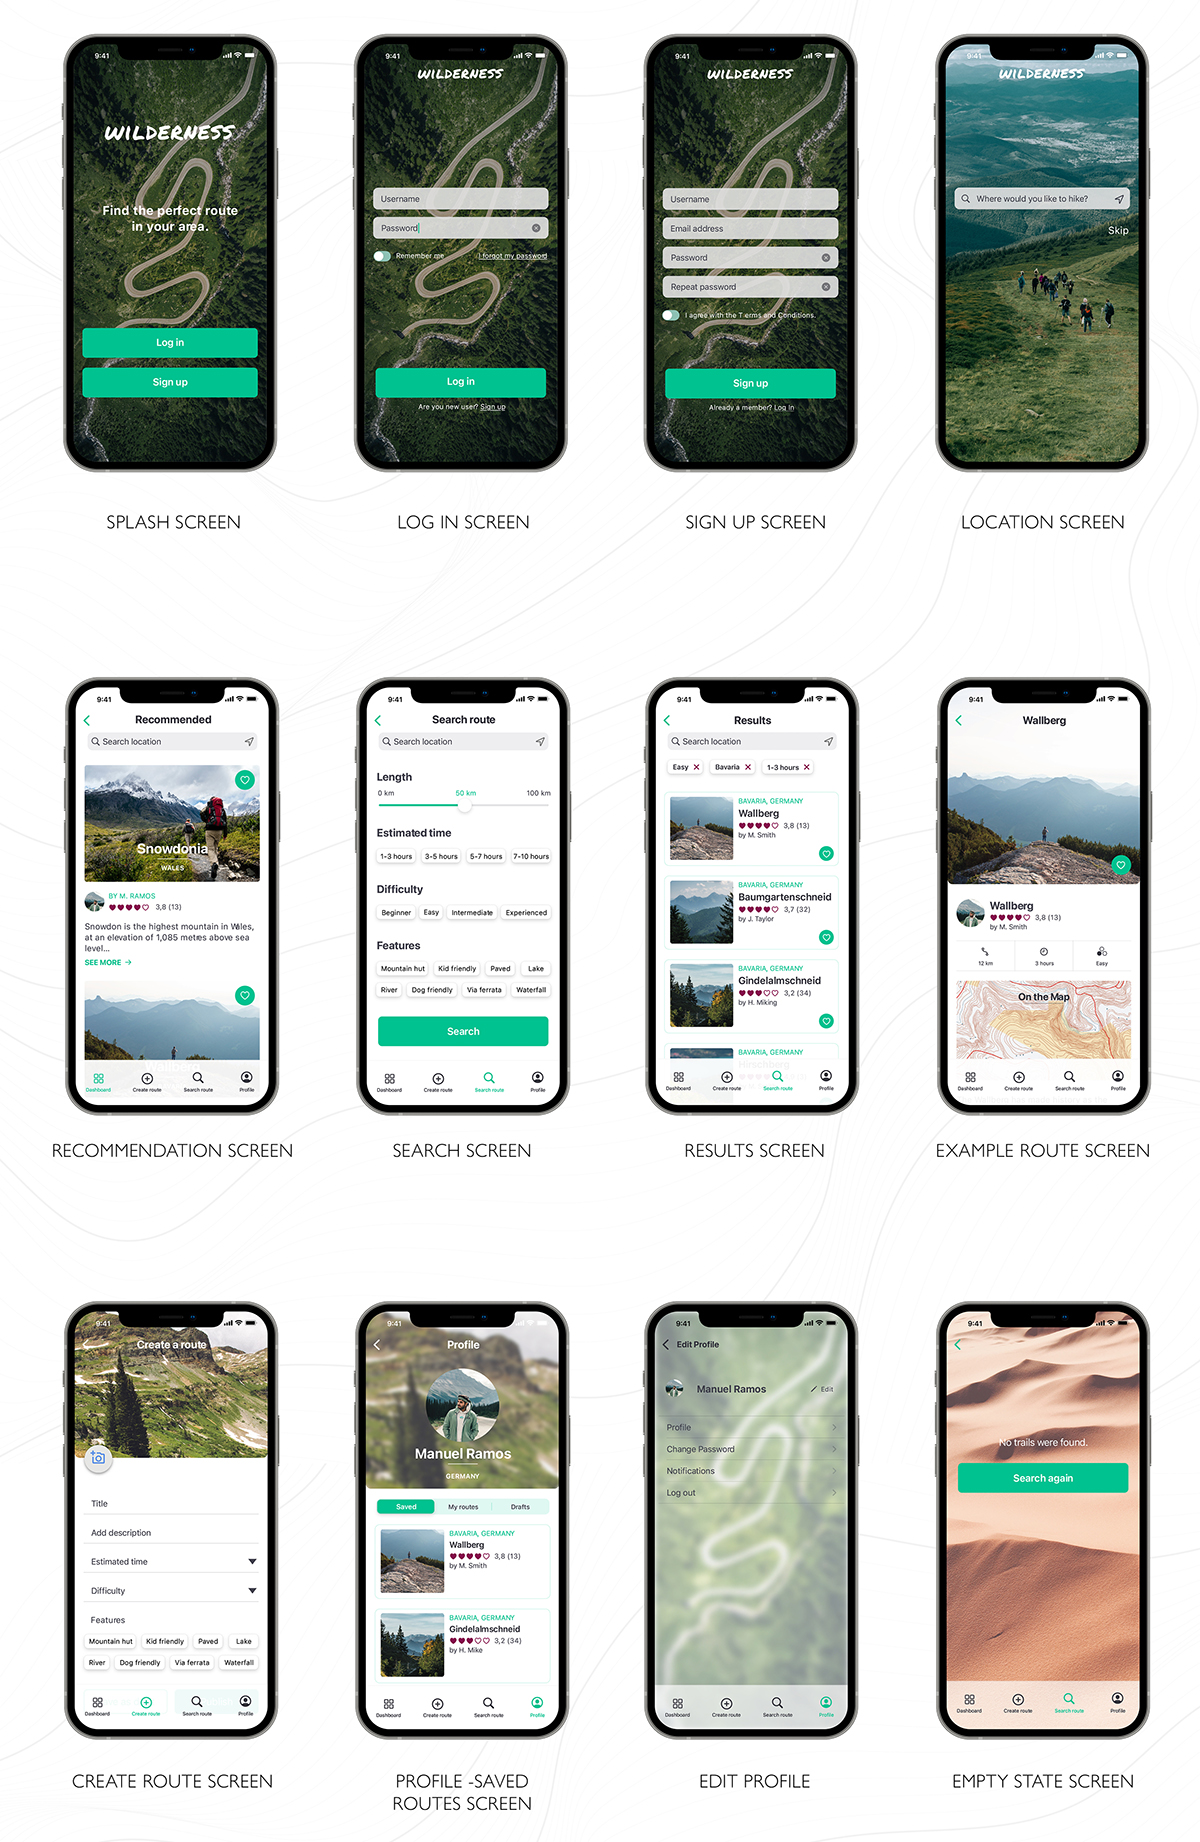 9:41
WILDERNESS
Find the perfect route
in your area.
Log in
Sign up
SPLASH SCREEN
9:41
WILDERNESS
Username
Password
Remember me
I forgot my password
Log in
Are you new user? Sign up
LOG IN SCREEN
9:41
WILDERNESS
Username
Email address
Password
Repeat password
I agree with the Terms and Conditions.
Sign up
Already a member? Log In
SIGN UP SCREEN
9:41
WILDERNESS
Where would you like to hike?
Skip
LOCATION SCREEN
9:41
Recommended
Search location
Snowdonia
WALES
BY M. RAMOS
3,8 (13)
Snowdon is the highest mountain in Wales,
at an elevation of 1,085 metres above sea
level...
SEE MORE
Wallberg
Dashboard
Create route
Search route
Profile
RECOMMENDATION SCREEN
9:41
Search route
Search location
Length
0 km
50 km
100 km
Estimated time
1-3 hours
3-5 hours
5-7 hours
7-10 hours
Difficulty
Beginner
Easy
Intermediate
Experienced
Features
Mountain hut
Kid friendly
Paved
Lake
River
Dog friendly
Via ferrata
Waterfall
Search
Dashboard
Create route
Search route
Profile
SEARCH SCREEN
9:41
Results
Search location
Easy
Bavaria
1-3 hours
BAVARIA, GERMANY
Wallberg
3,8 (13)
by M. Smith
BAVARIA, GERMANY
Baumgartenschneid
3,7 (32)
by J. Taylor
BAVARIA, GERMANY
Gindelalmschneid
3,2 (34)
by H. Miking
BAVARIA, GERMANY
Hirschberg
Dashboard
Create route
Search route
Profile
RESULTS SCREEN
9:41
Wallberg
Wallberg
3,8 (13)
by M. Smith
12 km
3 hours
Easy
On the Map
Dashboard
Create route
Search route
Profile
EXAMPLE ROUTE SCREEN
9:41
Create a route
Title
Add description
Estimated time
Difficulty
Features
Mountain hut
Kid friendly
Paved
Lake
River
Dog friendly
Via ferrata
Waterfall
Dashboard
Create route
Search route
Profile
CREATE ROUTE SCREEN
9:41
Profile
Manuel Ramos
GERMANY
Saved
My routes
Drafts
BAVARIA, GERMANY
Wallberg
3,8 (13)
by M. Smith
BAVARIA, GERMANY
Gindelalmschneid
3,2 (34)
by H. Mike
Dashboard
Create route
Search route
Profile
PROFILE -SAVED
ROUTES SCREEN
9:41
Edit Profile
Manuel Ramos
Edit
Profile
Change Password
Notifications
Log out
Dashboard
Create route
Search route
Profile
EDIT PROFILE
9:41
No trails were found.
Search again
Dashboard
Create route
Search route
Profile
EMPTY STATE SCREEN